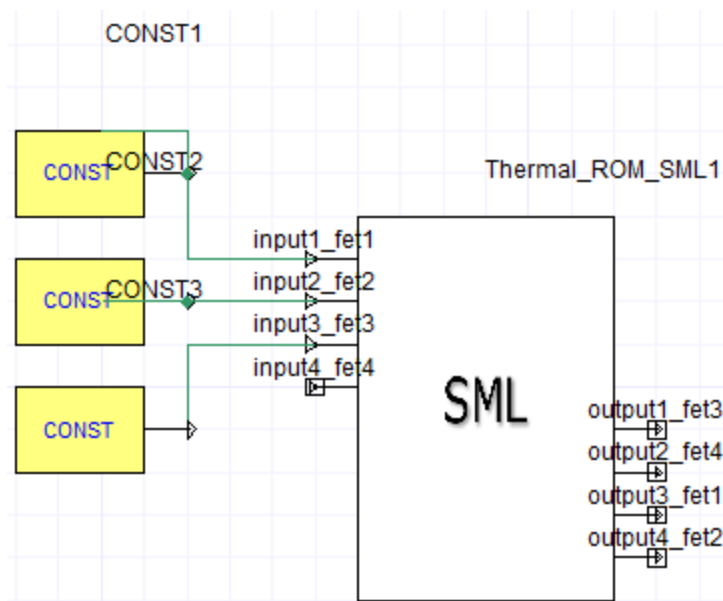 CONST1
CONST
CONST2
CONST
CONST3
CONST
Thermal_ROM_SML1
input1_fet1
input2_fet2
input3_fet3
input4_fet4
SML
output1_fet3
output2_fet4
output3_fet1
output4_fet2